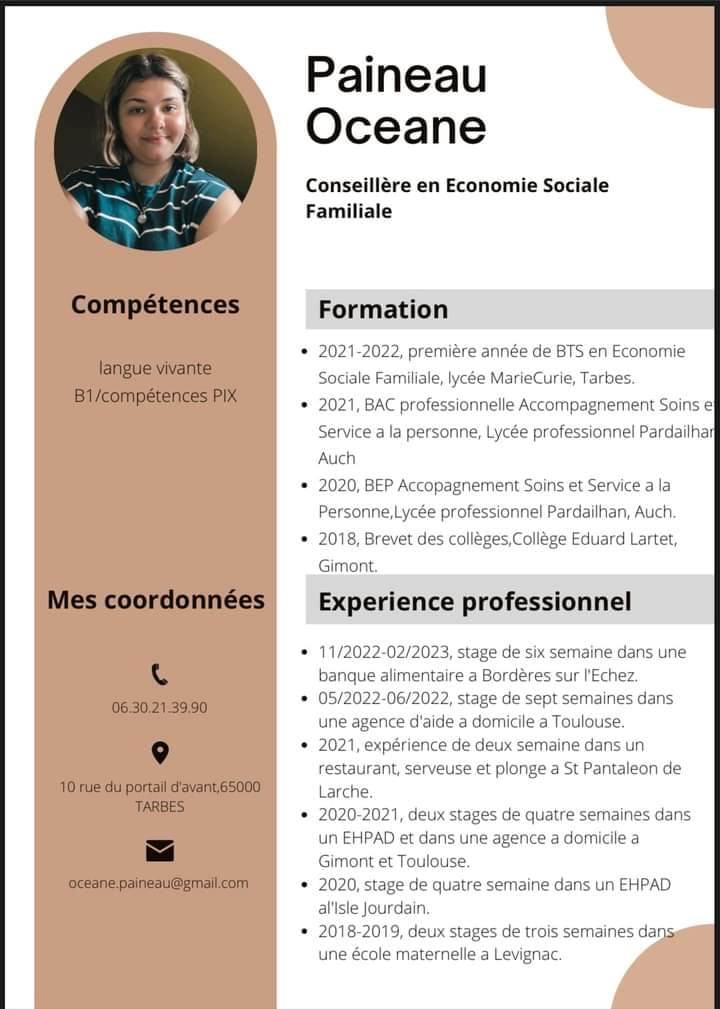 Paineau
Oceane
Conseillère en Economie Sociale
Familiale
Compétences
langue vivante
B1/compétences PIX
Mes coordonnées
06.30.21.39.90
10 rue du portail d'avant,65000
TARBES
oceane.paineau@gmail.com
Formation
2021-2022, première année de BTS en Economie
Sociale Familiale, lycée MarieCurie, Tarbes.
2021, BAC professionnelle Accompagnement Soins et
Service a la personne, Lycée professionnel Pardailhan
Auch
2020, BEP Accopagnement Soins et Service a la
Personne,Lycée professionnel Pardailhan, Auch.
2018, Brevet des collèges,Collège Eduard Lartet,
Gimont.
Experience professionnel
11/2022-02/2023, stage de six semaine dans une
banque alimentaire a Bordères sur l'Echez.
05/2022-06/2022, stage de sept semaines dans
une agence d'aide a domicile a Toulouse.
2021, expérience de deux semaine dans un
restaurant, serveuse et plonge a St Pantaleon de
Larche.
2020-2021, deux stages de quatre semaines dans
un EHPAD et dans une agence a domicile a
Gimont et Toulouse.
2020, stage de quatre semaine dans un EHPAD
al'Isle Jourdain.
2018-2019, deux stages de trois semaines dans
une école maternelle a Levignac.